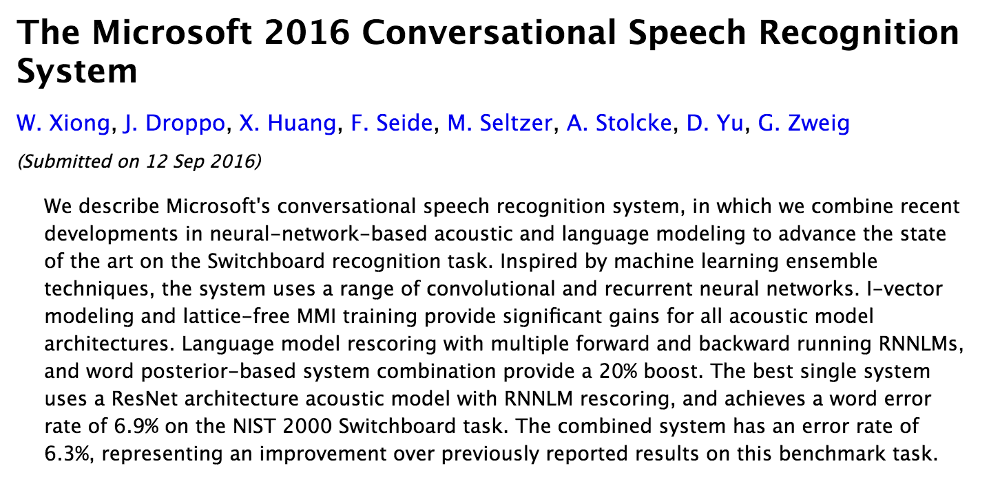 The Microsoft 2016 Conversational Speech Recognition
System
W. Xiong, J. Droppo, X. Huang, F. Seide, M. Seltzer, A. Stolcke, D. Yu, G. Zweig
(Submitted on 12 Sep 2016)
We describe Microsoft's conversational speech recognition system, in which we combine recent
developments in neural-network-based acoustic and language modeling to advance the state
of the art on the Switchboard recognition task. Inspired by machine learning ensemble
techniques, the system uses a range of convolutional and recurrent neural networks. I-vector
modeling and lattice-free MMI training provide significant gains for all acoustic model
architectures. Language model rescoring with multiple forward and backward running RNNLMs,
and word posterior-based system combination provide a 20% boost. The best single system
uses a ResNet architecture acoustic model with RNNLM rescoring, and achieves a word error
rate of 6.9% on the NIST 2000 Switchboard task. The combined system has an error rate of
6.3%, representing an improvement over previously reported results on this benchmark task.